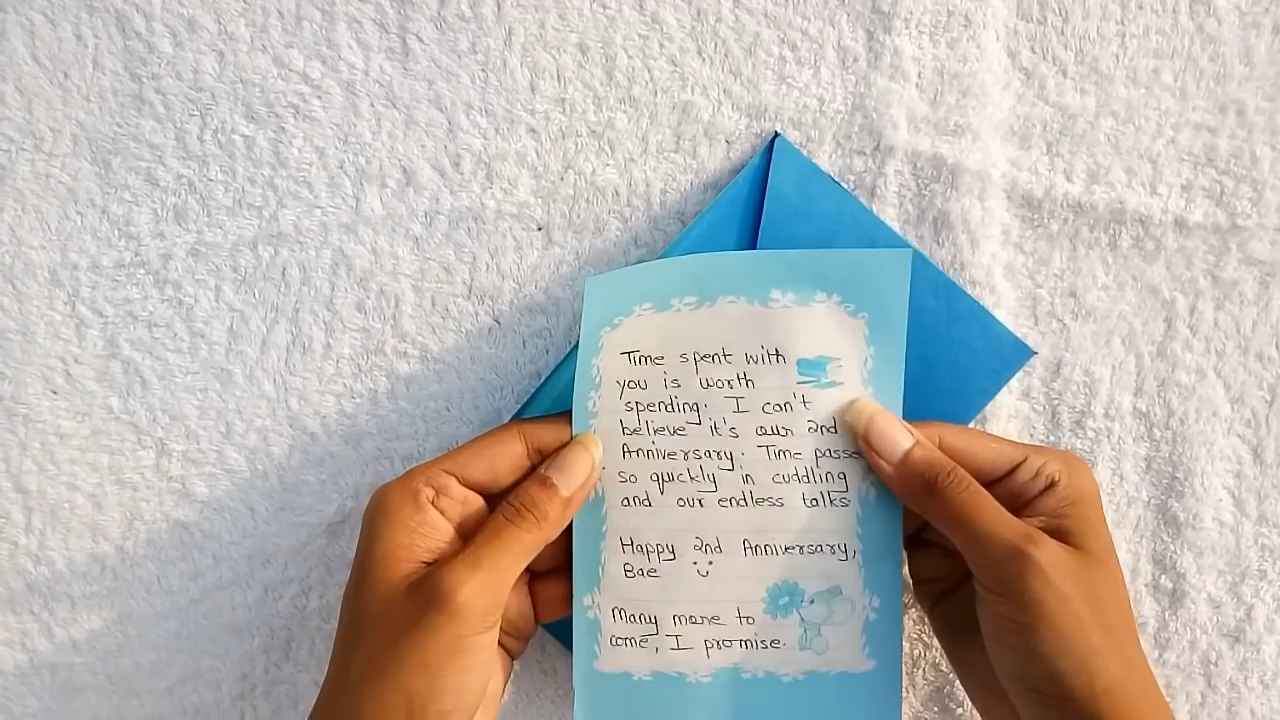 Time spent with
you is worth
spending. I can't
believe it's our 2nd
Anniversary. Time passe
so quickly in cuddling
and our endless talks.
Happy 2nd Anniversary,
Bae
Many more to
come, I promise.